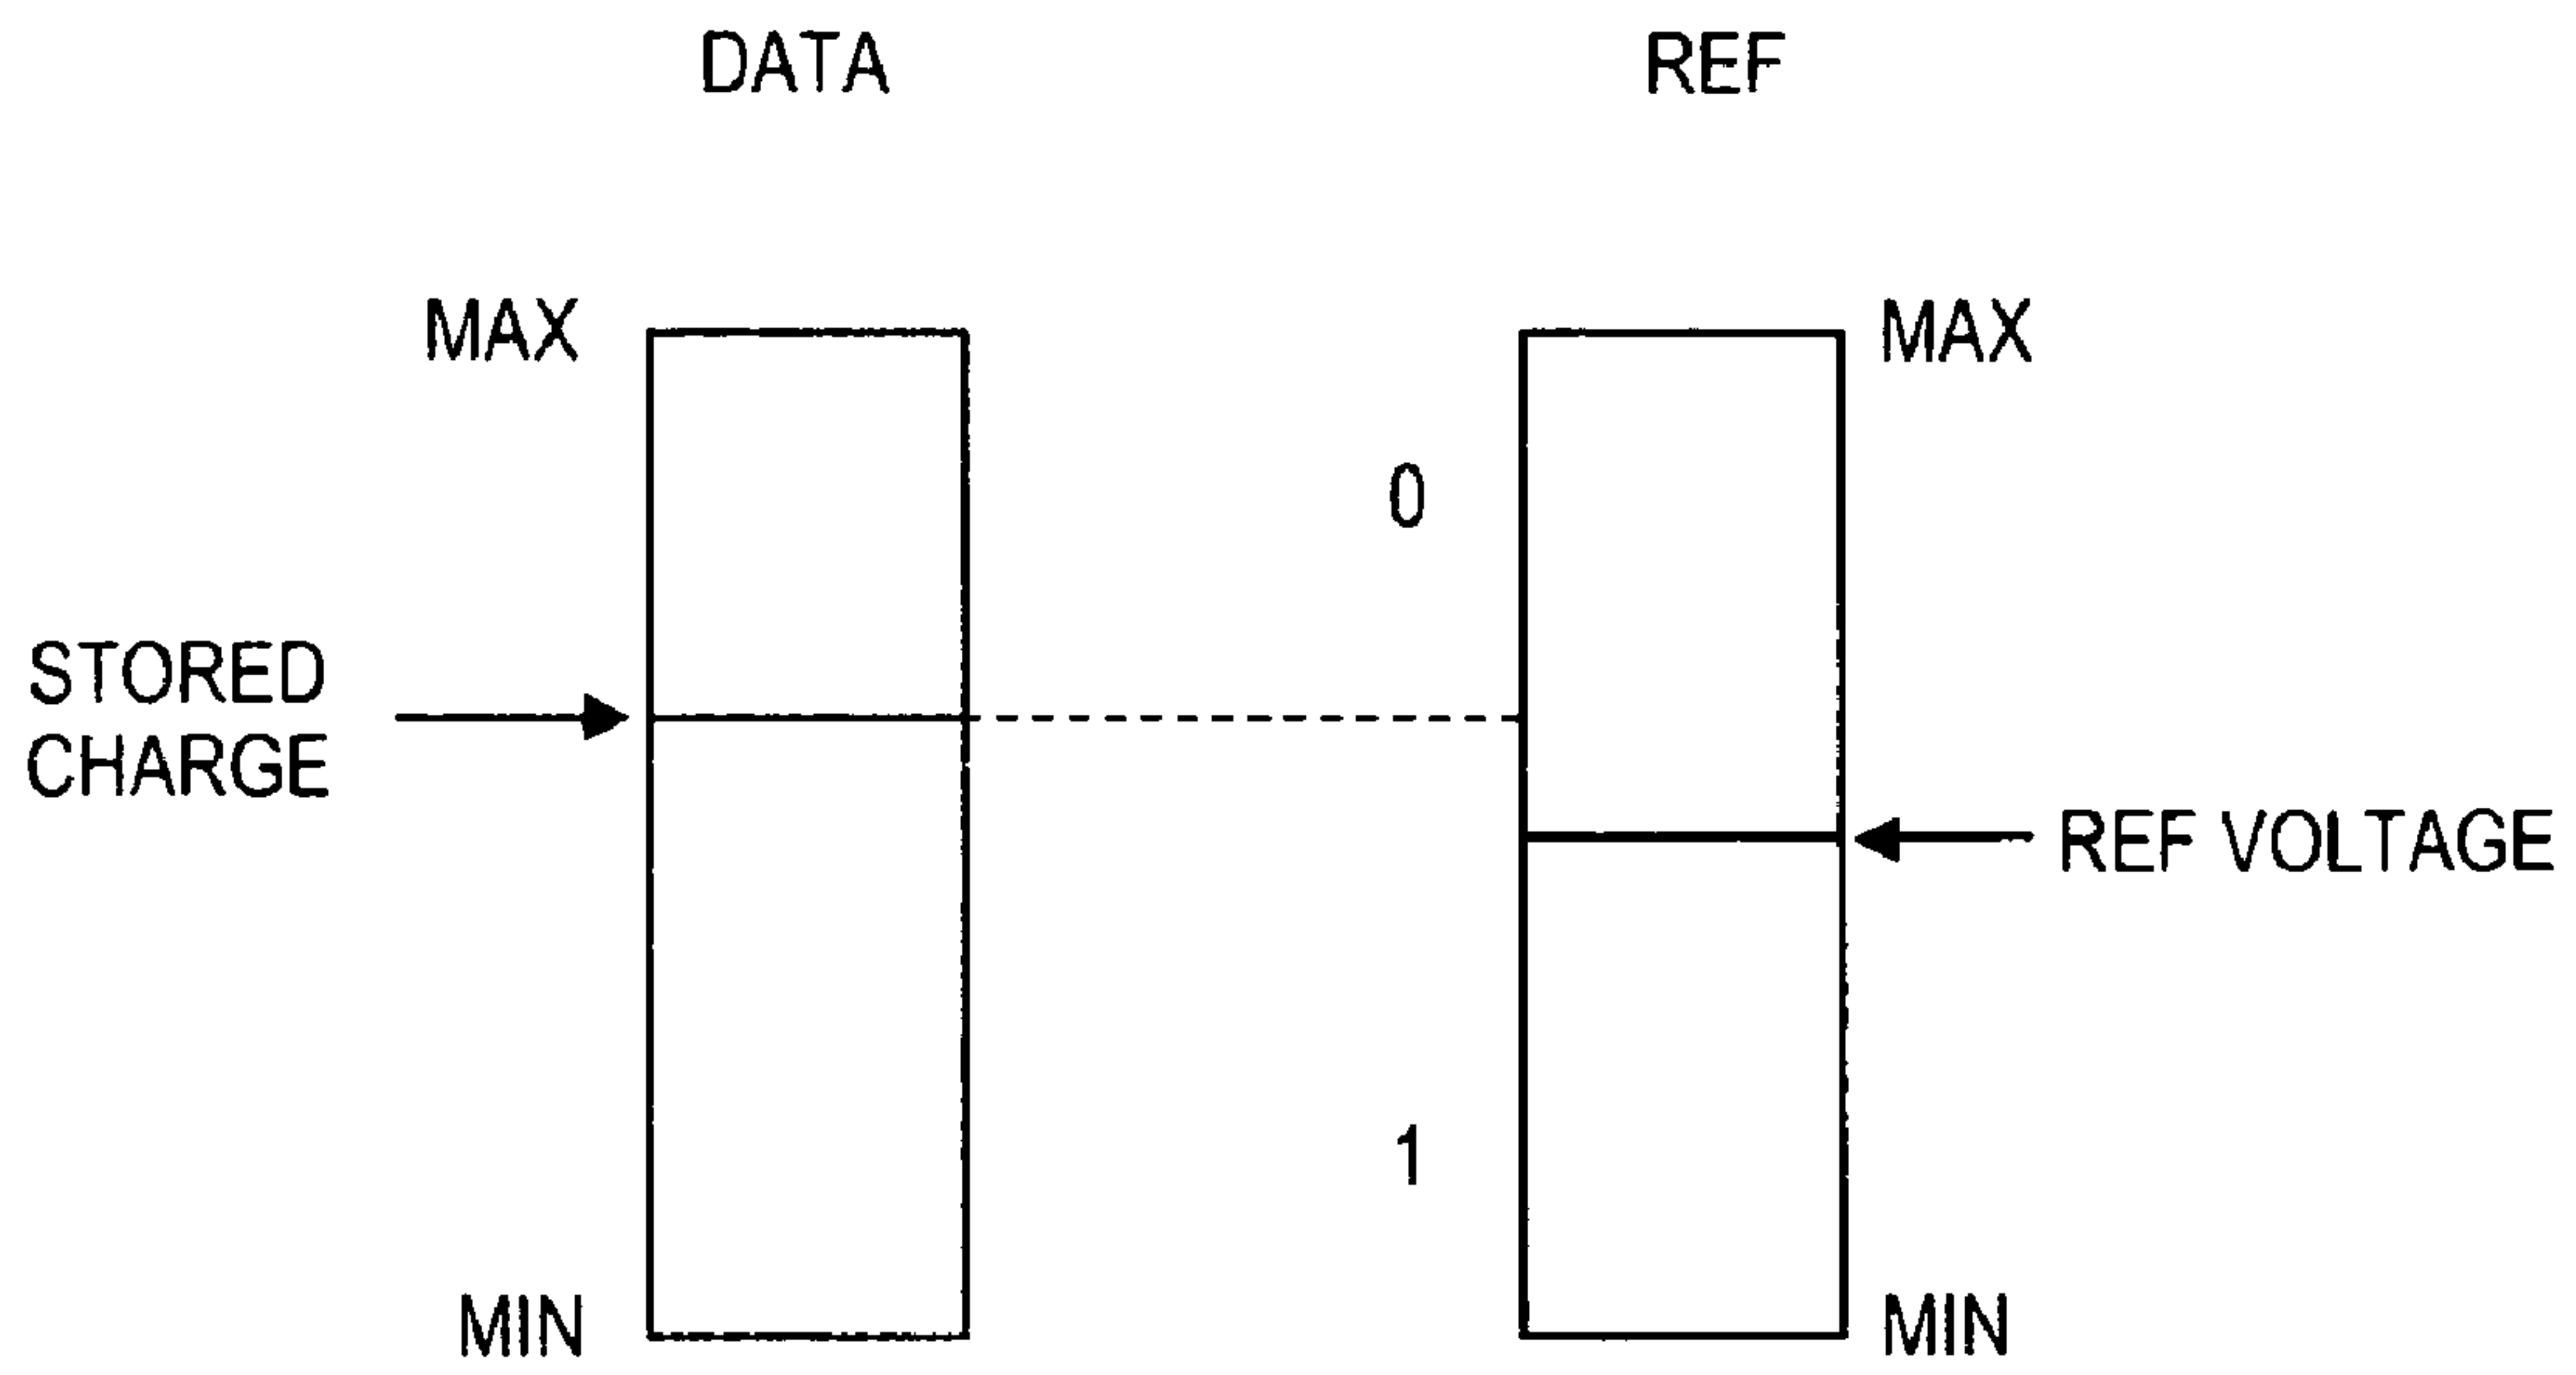 DATA
REF
MAX
MAX
0
STORED
CHARGE
REF VOLTAGE
1
MIN
MIN